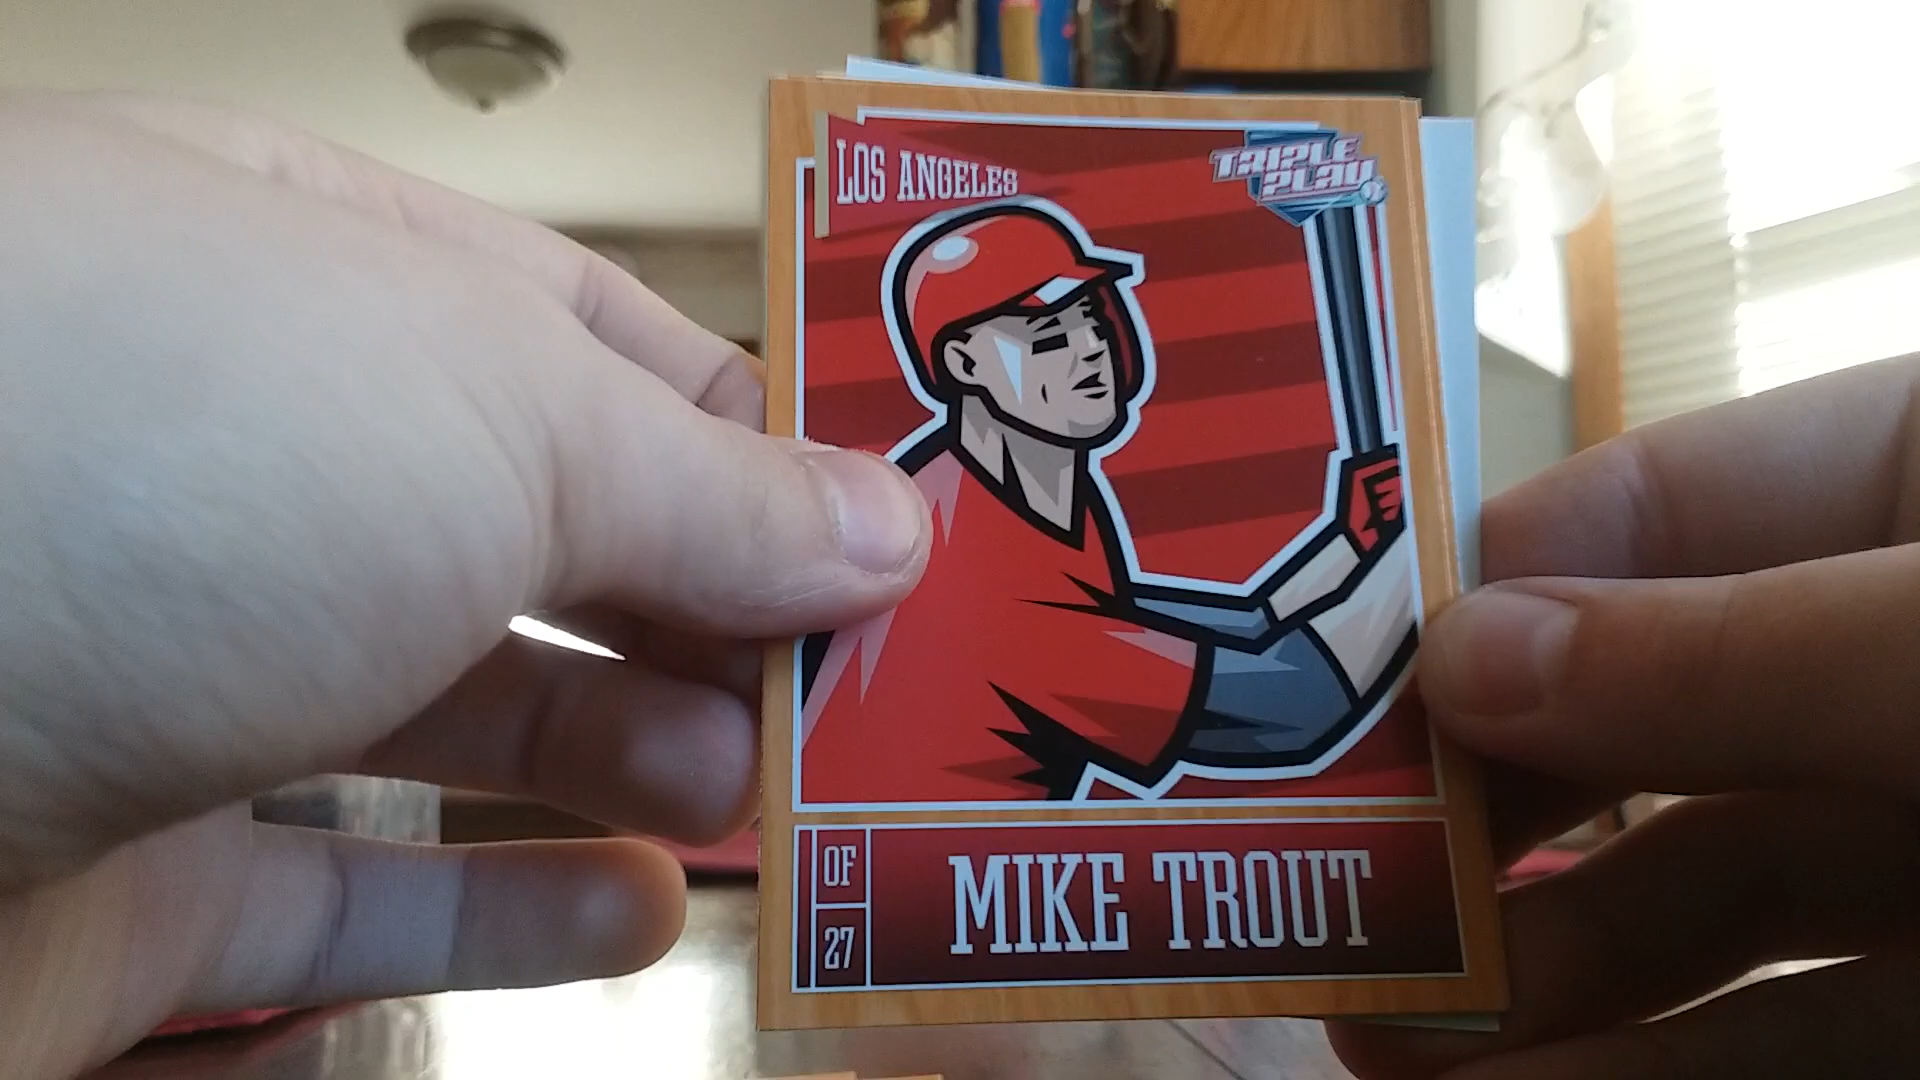 LOS ANGELES
TRIPLE
PLAY
OF
27
MIKE TROUT